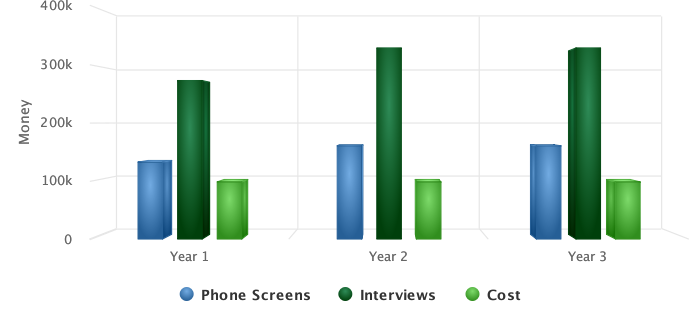 400k
300k
Money
200k
100k
0
Year 1 Year 2 Year 3
Phone Screens Interviews Cost